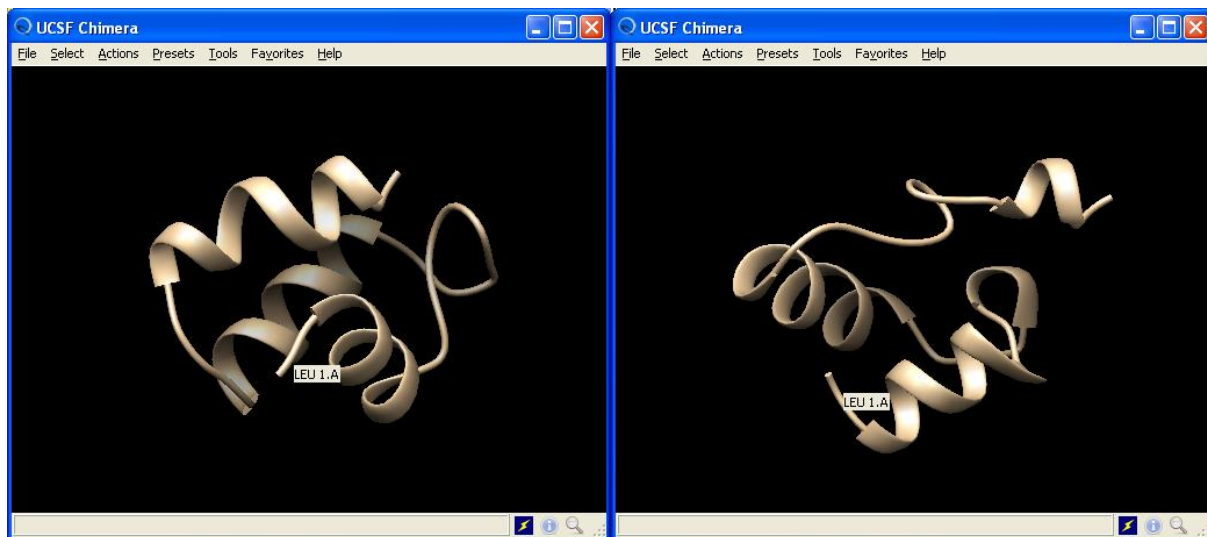 UCSF Chimera
File Select Actions Presets Tools Favorites Help
LEU 1.A
UCSF Chimera
File Select Actions Presets Tools Favorites Help
LEU 1.A